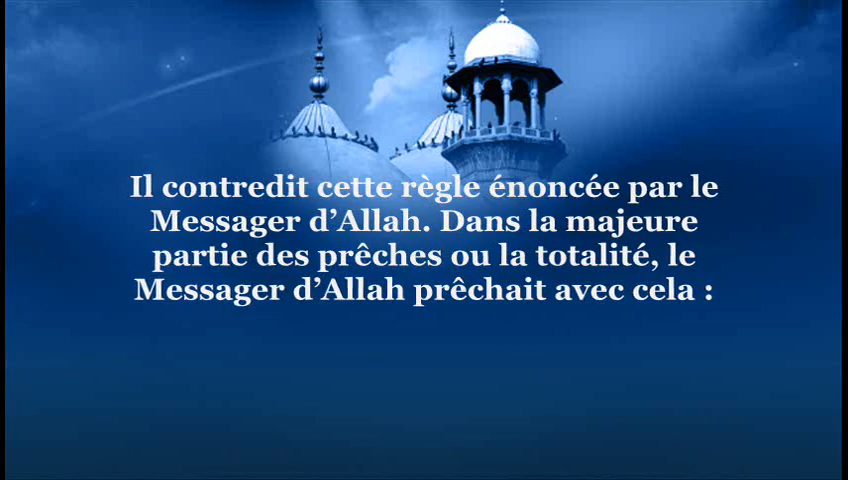 Il contredit cette règle énoncée par le
Messager d’Allah. Dans la majeure
partie des prêches ou la totalité, le
Messager d’Allah prêchait avec cela :